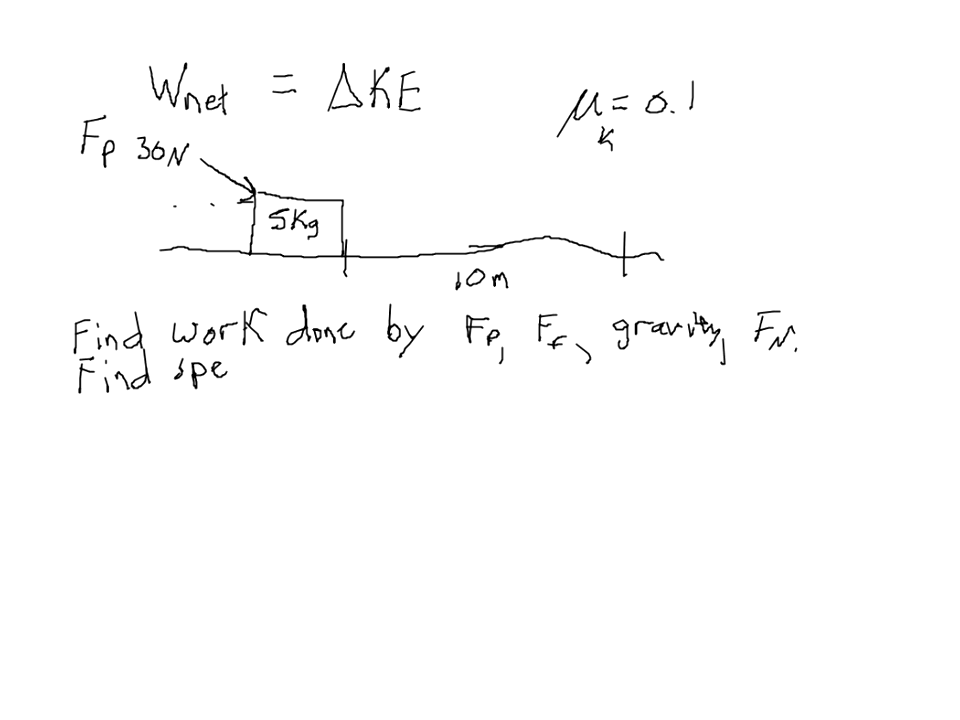 Wnet = ΔKE
μk = 0.1
Fp 30N
5Kg
10m
Find work done by Fp, Ff, gravity, FN.
Find spe